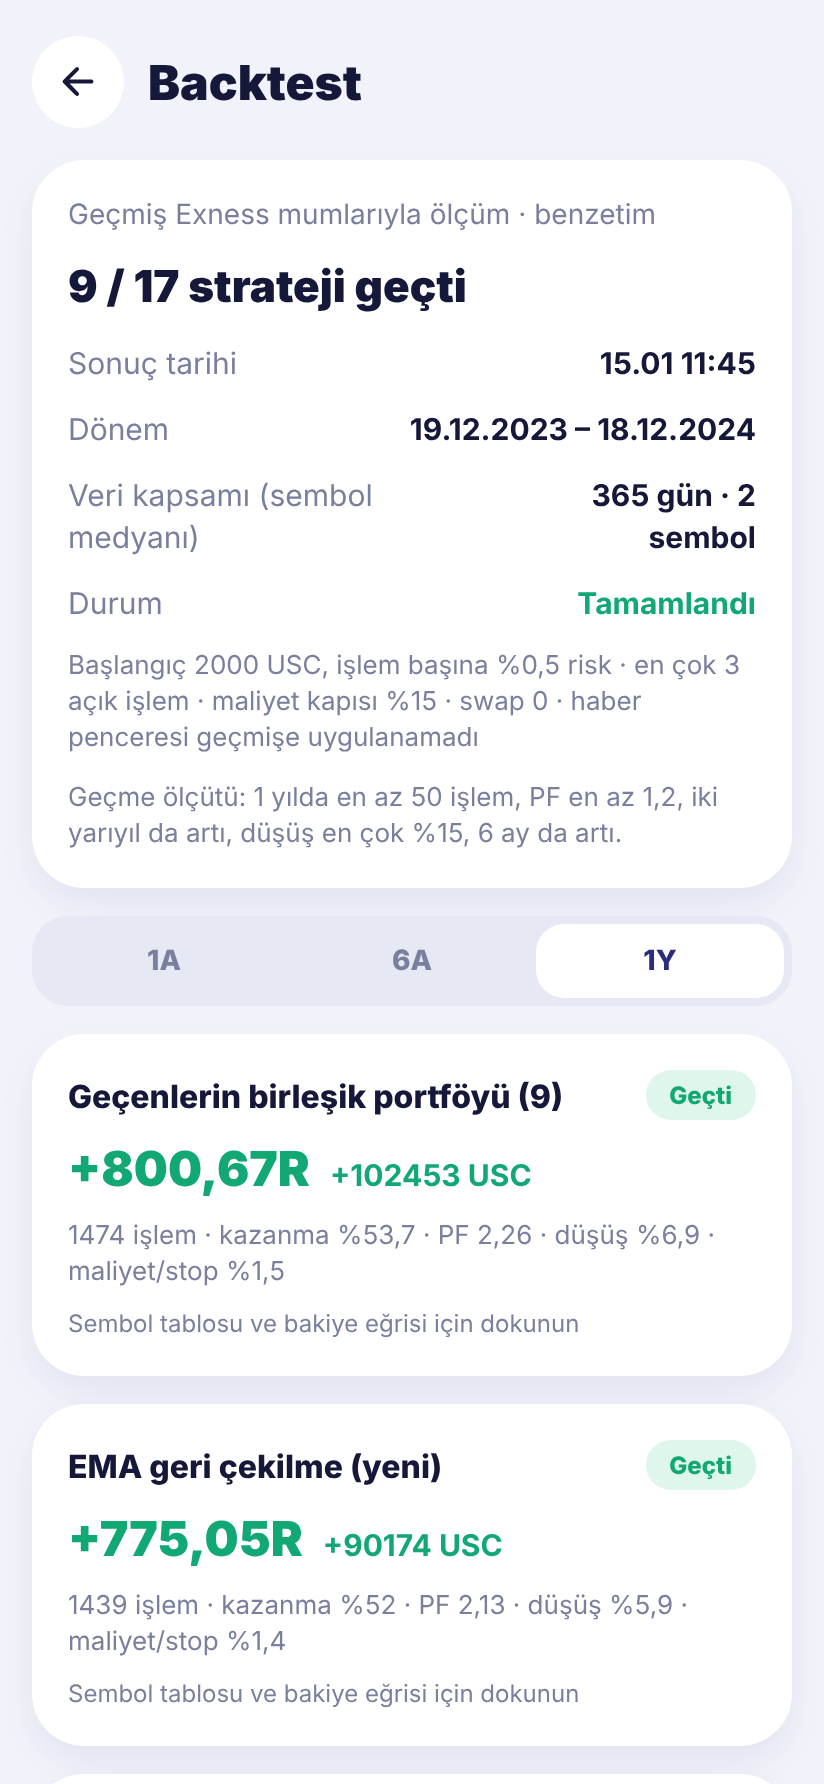 Backtest
Geçmiş Exness mumlarıyla ölçüm · benzetim
9 / 17 strateji geçti
Sonuç tarihi 15.01 11:45
Dönem 19.12.2023 – 18.12.2024
Veri kapsamı (sembol medyanı) 365 gün · 2 sembol
Durum Tamamlandı
Başlangıç 2000 USC, işlem başına %0,5 risk · en çok 3
açık işlem · maliyet kapısı %15 · swap 0 · haber
penceresi geçmişe uygulanamadı
Geçme ölçütü: 1 yılda en az 50 işlem, PF en az 1,2, iki
yarıyıl da artı, düşüş en çok %15, 6 ay da artı.
1A 6A 1Y
Geçenlerin birleşik portföyü (9) Geçti
+800,67R +102453 USC
1474 işlem · kazanma %53,7 · PF 2,26 · düşüş %6,9 ·
maliyet/stop %1,5
Sembol tablosu ve bakiye eğrisi için dokunun
EMA geri çekilme (yeni) Geçti
+775,05R +90174 USC
1439 işlem · kazanma %52 · PF 2,13 · düşüş %5,9 ·
maliyet/stop %1,4
Sembol tablosu ve bakiye eğrisi için dokunun